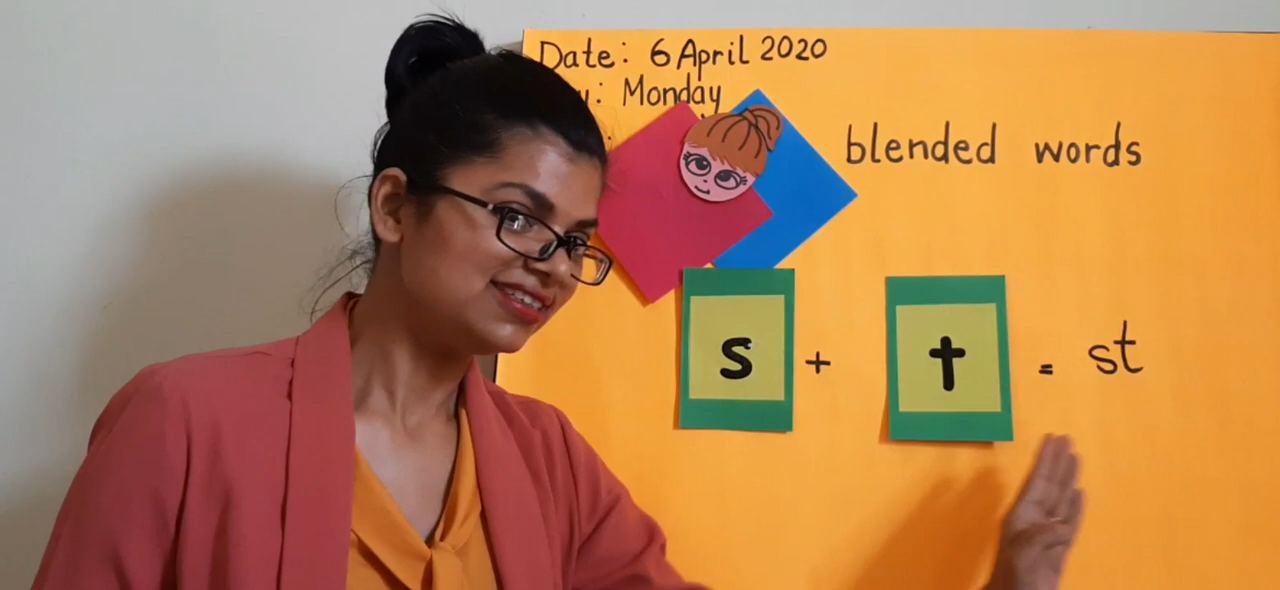 Date: 6 April 2020
: Monday
blended words
s + t = st